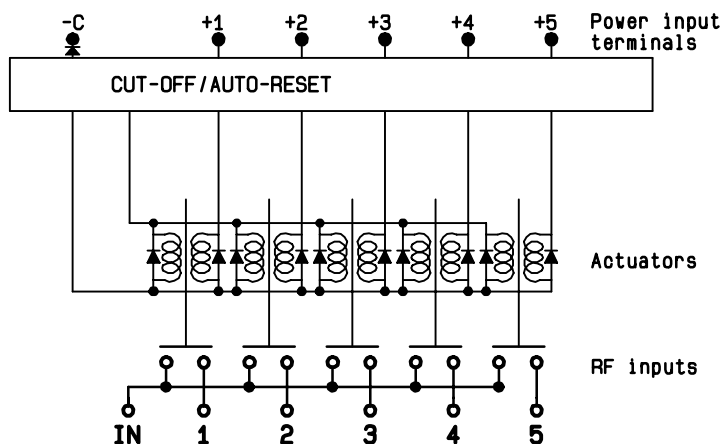 -C +1 +2 +3 +4 +5 Power input
terminals
CUT-OFF/AUTO-RESET
Actuators
RF inputs
IN 1 2 3 4 5